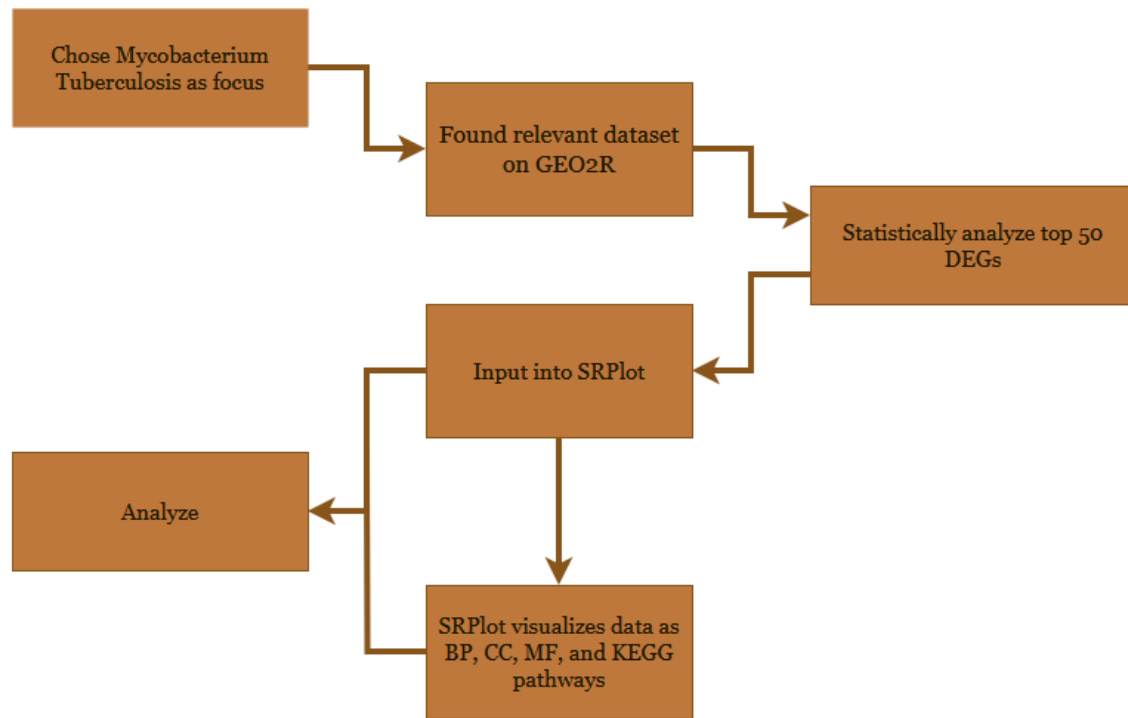 Chose Mycobacterium
Tuberculosis as focus
Found relevant dataset
on GEO2R
Statistically analyze top 50
DEGs
Input into SRPlot
Analyze
SRPlot visualizes data as
BP, CC, MF, and KEGG
pathways